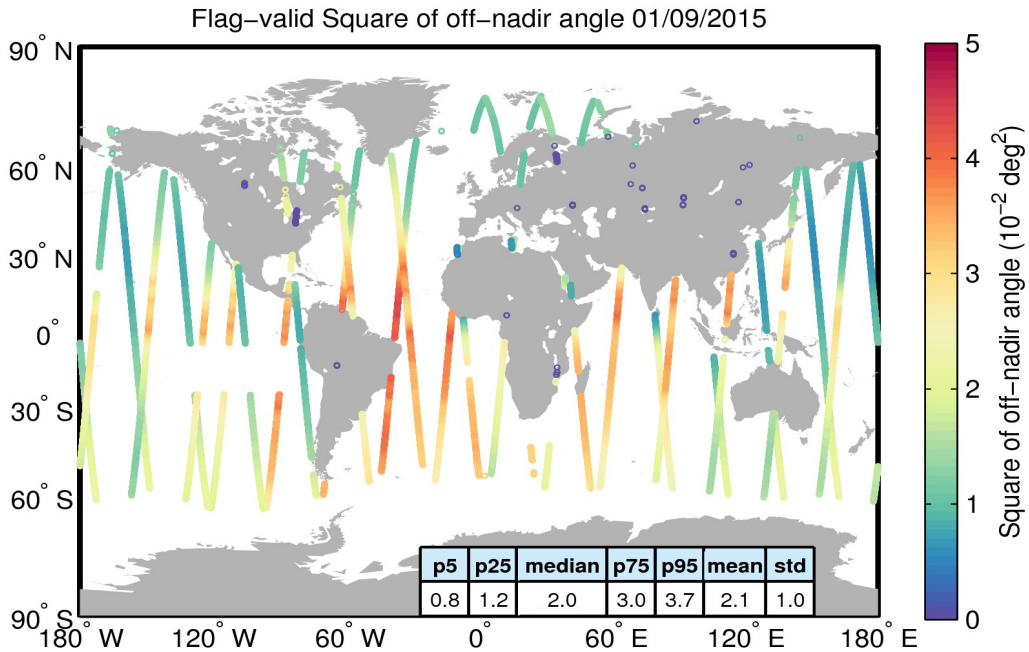 Flag−valid Square of off−nadir angle 01/09/2015
90° N
60° N
30° N
0°
30° S
60° S
90° S
180° W
120° W
60° W
0°
60° E
120° E
180° E
p5 p25 median p75 p95 mean std
0.8 1.2 2.0 3.0 3.7 2.1 1.0
5
4
3
2
1
0
Square of off−nadir angle (10⁻² deg²)